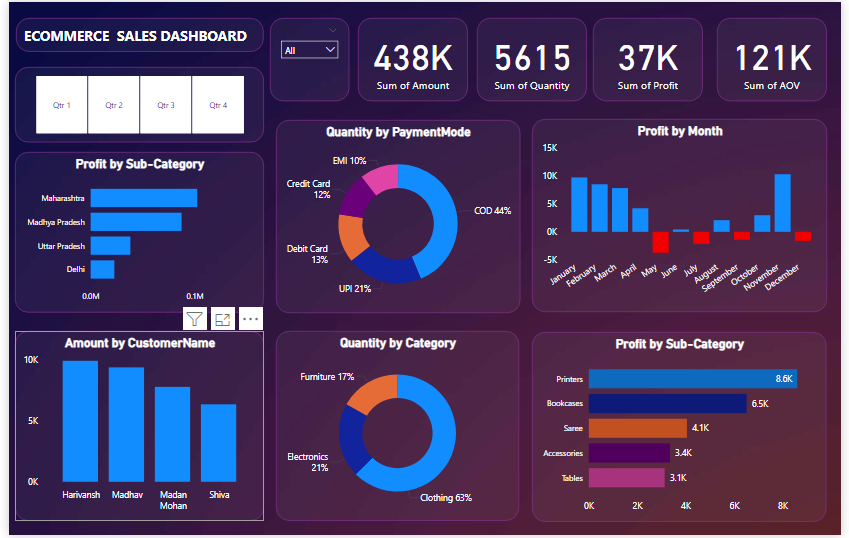 ECOMMERCE SALES DASHBOARD
All
438K
Sum of Amount
5615
Sum of Quantity
37K
Sum of Profit
121K
Sum of AOV
Qtr 1
Qtr 2
Qtr 3
Qtr 4
Profit by Sub-Category
Maharashtra
Madhya Pradesh
Uttar Pradesh
Delhi
0.0M
0.1M
Quantity by PaymentMode
EMI 10%
Credit Card
12%
Debit Card
13%
UPI 21%
COD 44%
Profit by Month
15K
10K
5K
0K
-5K
January
February
March
April
May
June
July
August
September
October
November
December
Amount by CustomerName
10K
5K
0K
Harivansh
Madhav
Madan
Mohan
Shiva
Quantity by Category
Furniture 17%
Electronics
21%
Clothing 63%
Profit by Sub-Category
Printers
8.6K
Bookcases
6.5K
Saree
4.1K
Accessories
3.4K
Tables
3.1K
0K
2K
4K
6K
8K